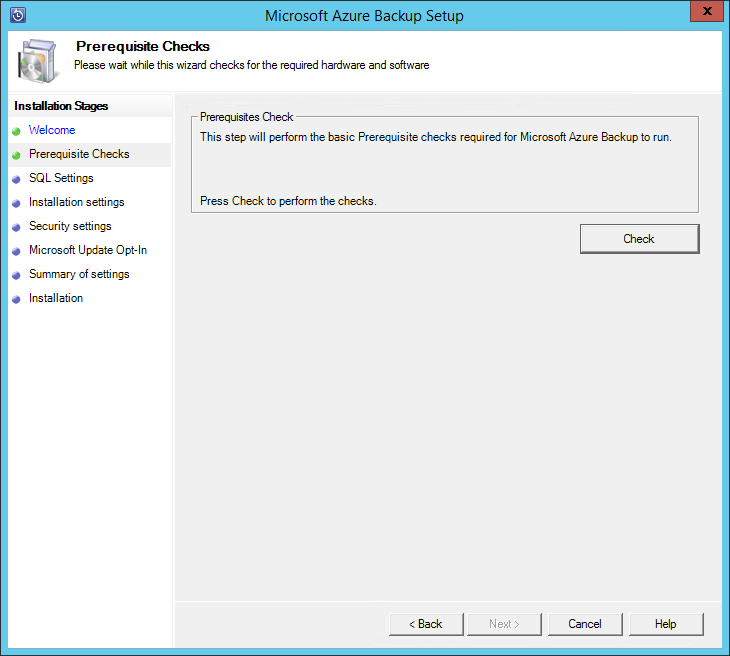 Microsoft Azure Backup Setup
x
Prerequisite Checks
Please wait while this wizard checks for the required hardware and software
Installation Stages
Welcome
Prerequisite Checks
SQL Settings
Installation settings
Security settings
Microsoft Update Opt-In
Summary of settings
Installation
Prerequisites Check
This step will perform the basic Prerequisite checks required for Microsoft Azure Backup to run.
Press Check to perform the checks.
Check
< Back
Next >
Cancel
Help